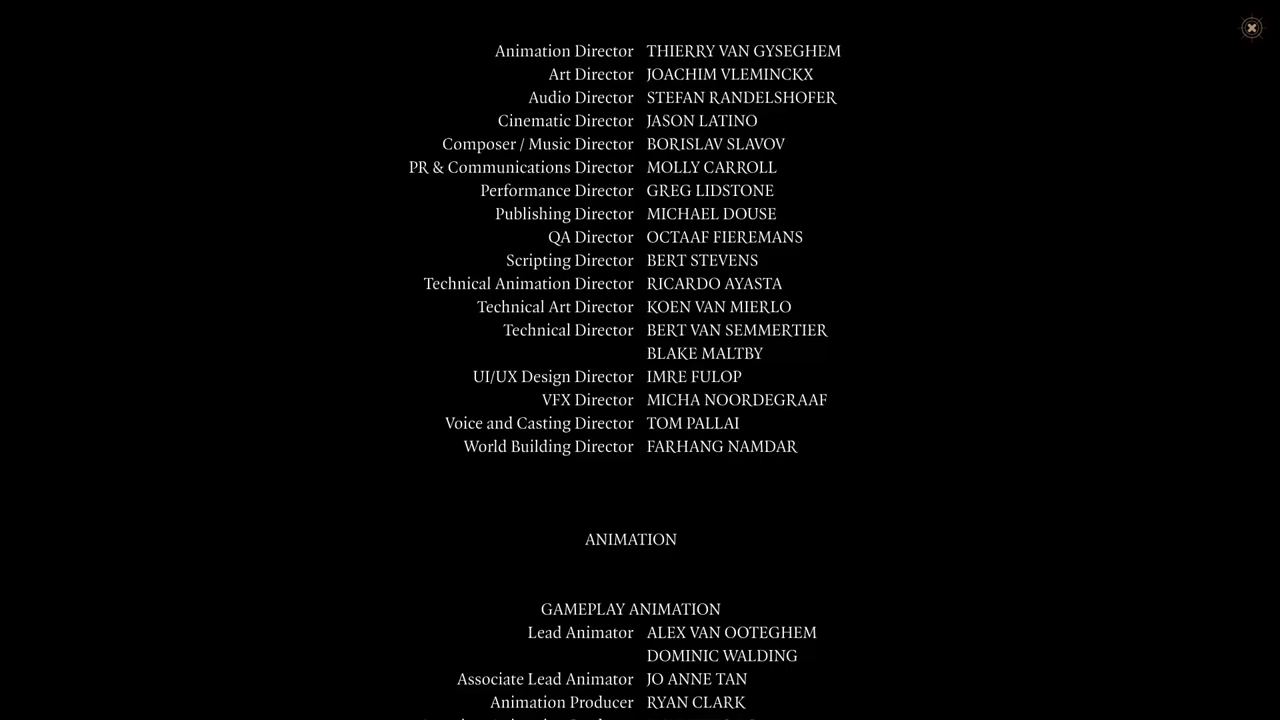 Animation Director THIERRY VAN GYSEGHEM
Art Director JOACHIM VLEMINCKX
Audio Director STEFAN RANDELSHOFER
Cinematic Director JASON LATINO
Composer / Music Director BORISLAV SLAVOV
PR & Communications Director MOLLY CARROLL
Performance Director GREG LIDSTONE
Publishing Director MICHAEL DOUSE
QA Director OCTAAF FIEREMANS
Scripting Director BERT STEVENS
Technical Animation Director RICARDO AYASTA
Technical Art Director KOEN VAN MIERLO
Technical Director BERT VAN SEMMERTIER
BLAKE MALTBY
UI/UX Design Director IMRE FULOP
VFX Director MICHA NOORDEGRAAF
Voice and Casting Director TOM PALLAI
World Building Director FARHANG NAMDAR
ANIMATION
GAMEPLAY ANIMATION
Lead Animator ALEX VAN OOTEGHEM
DOMINIC WALDING
Associate Lead Animator JO ANNE TAN
Animation Producer RYAN CLARK